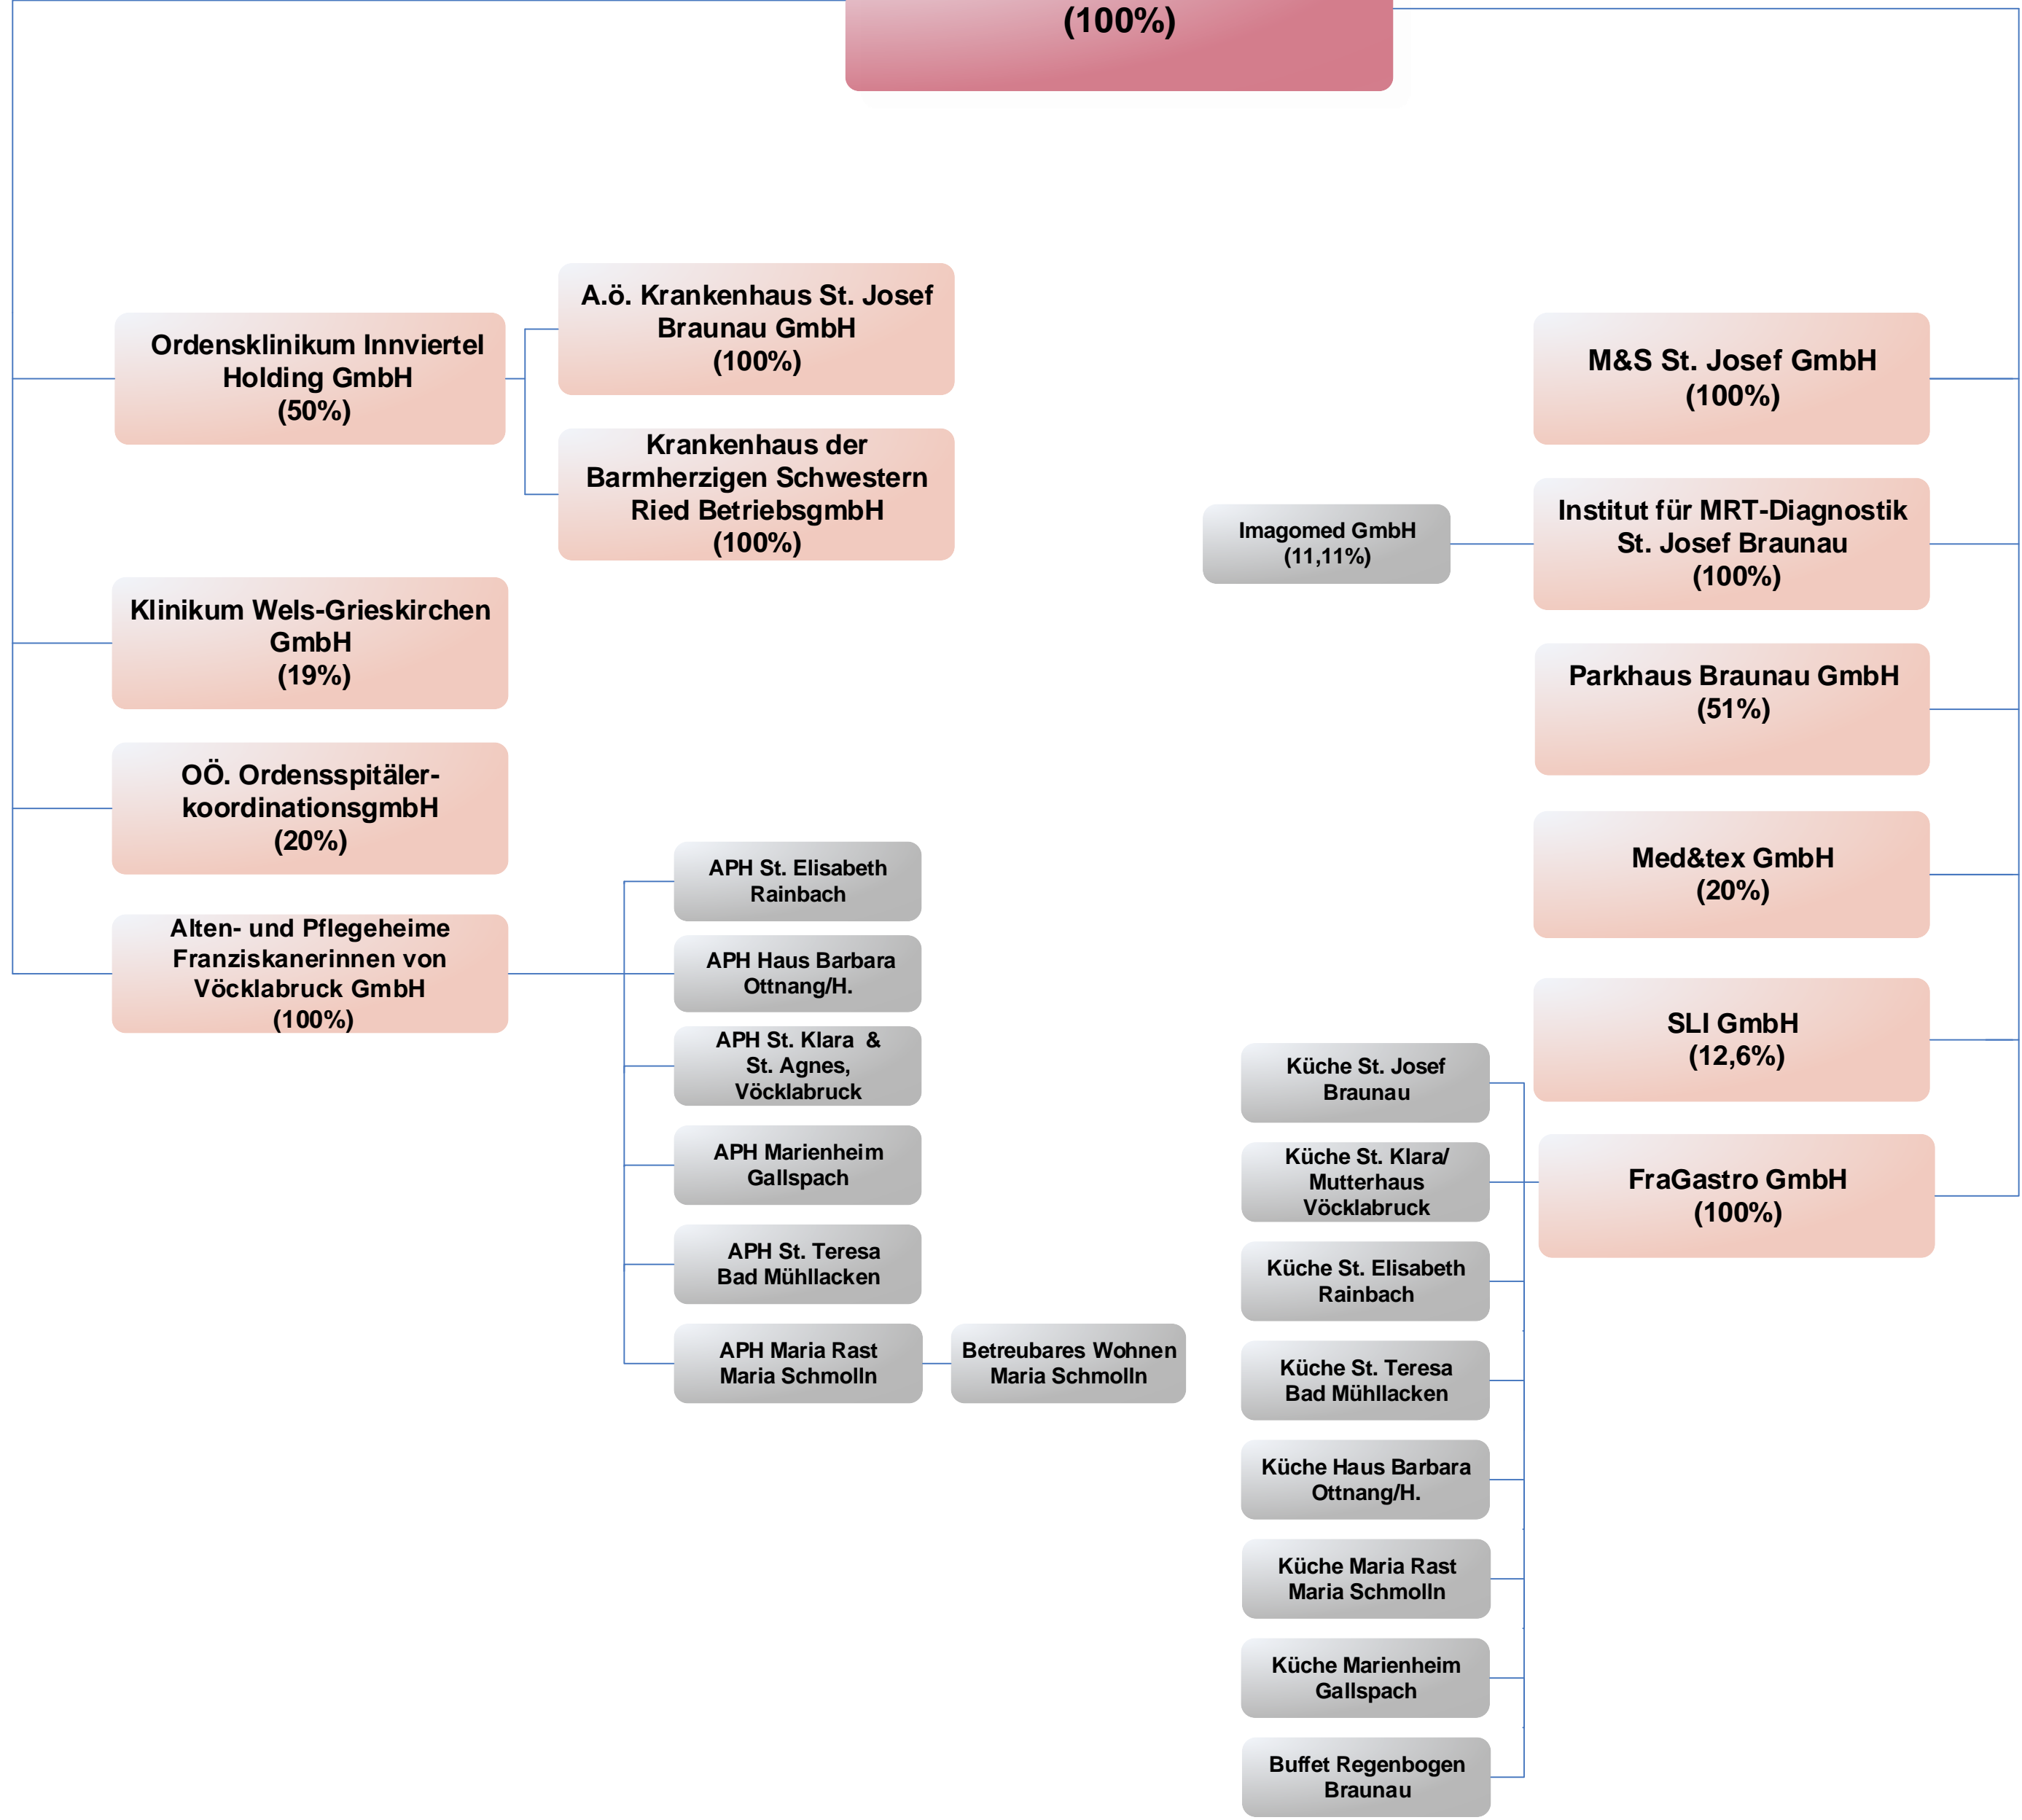 (100%)
Ordensklinikum Innviertel
Holding GmbH
(50%)
A.ö. Krankenhaus St. Josef
Braunau GmbH
(100%)
Krankenhaus der
Barmherzigen Schwestern
Ried BetriebsgmbH
(100%)
Klinikum Wels-Grieskirchen
GmbH
(19%)
OÖ. Ordensspitäler-
koordinationsgmbH
(20%)
Alten- und Pflegeheime
Franziskanerinnen von
Vöcklabruck GmbH
(100%)
APH St. Elisabeth
Rainbach
APH Haus Barbara
Ottnang/H.
APH St. Klara &
St. Agnes,
Vöcklabruck
APH Marienheim
Gallspach
APH St. Teresa
Bad Mühllacken
APH Maria Rast
Maria Schmolln
Betreubares Wohnen
Maria Schmolln
M&S St. Josef GmbH
(100%)
Institut für MRT-Diagnostik
St. Josef Braunau
(100%)
Imagomed GmbH
(11,11%)
Parkhaus Braunau GmbH
(51%)
Med&tex GmbH
(20%)
SLI GmbH
(12,6%)
FraGastro GmbH
(100%)
Küche St. Josef
Braunau
Küche St. Klara/
Mutterhaus
Vöcklabruck
Küche St. Elisabeth
Rainbach
Küche St. Teresa
Bad Mühllacken
Küche Haus Barbara
Ottnang/H.
Küche Maria Rast
Maria Schmolln
Küche Marienheim
Gallspach
Buffet Regenbogen
Braunau